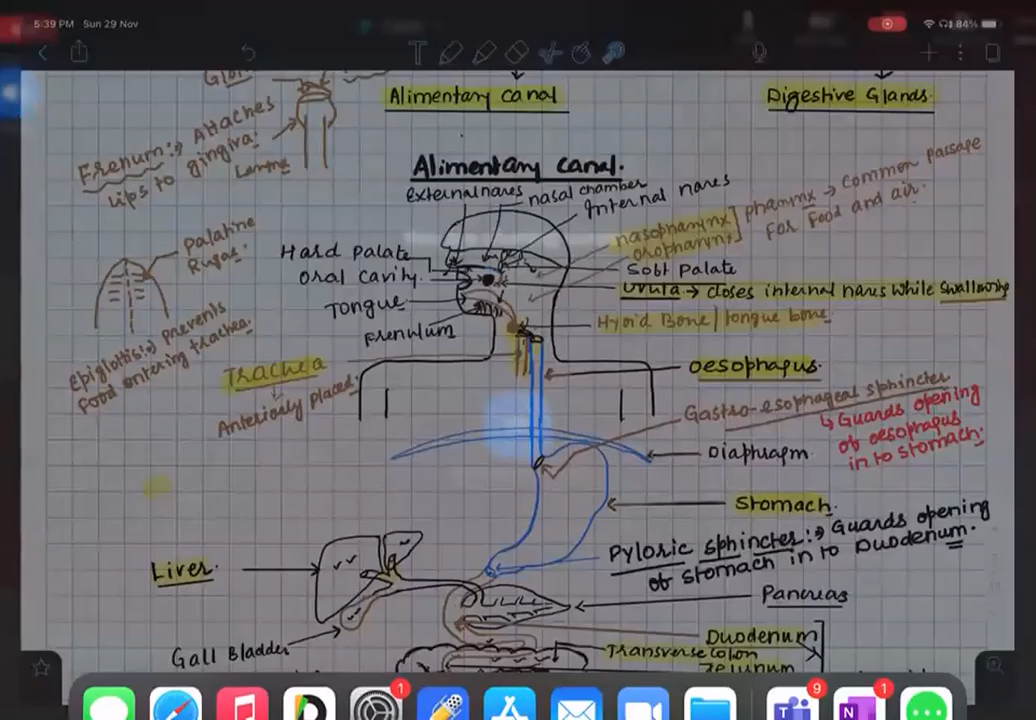 5:39 PM Sun 29 Nov
84%
T
Alimentary canal
Digestive Glands.
Frenum:→ Attaches
lips to gingiva.
Alimentary canal.
External nares
nasal chamber
Internal nares
nasopharynx
oropharynx
pharynx → Common passage
For Food and air.
Palatine
Rugae
Hard Palate
Oral cavity
Tongue
Frenulum
Soft Palate
Uvula → closes internal nares while Swallowing
Hyoid Bone/tongue bone
Epiglottis:→ prevents
food entering trachea.
Trachea
Anteriorly placed
oesophagus
Gastro-esophageal sphincter
↳ Guards opening
of oesophagus
in to stomach.
Diaphragm
Stomach
Pyloric sphincter:→ Guards opening
of stomach in to Duodenum.
Liver
Pancreas
Gall Bladder
Duodenum
Transverse colon
Jejunum
1
9
1
N